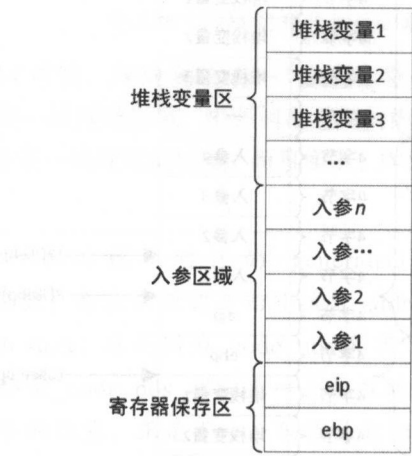 堆栈变量1
堆栈变量2
堆栈变量区
堆栈变量3
…
入参n
入参…
入参区域
入参2
入参1
eip
寄存器保存区
ebp